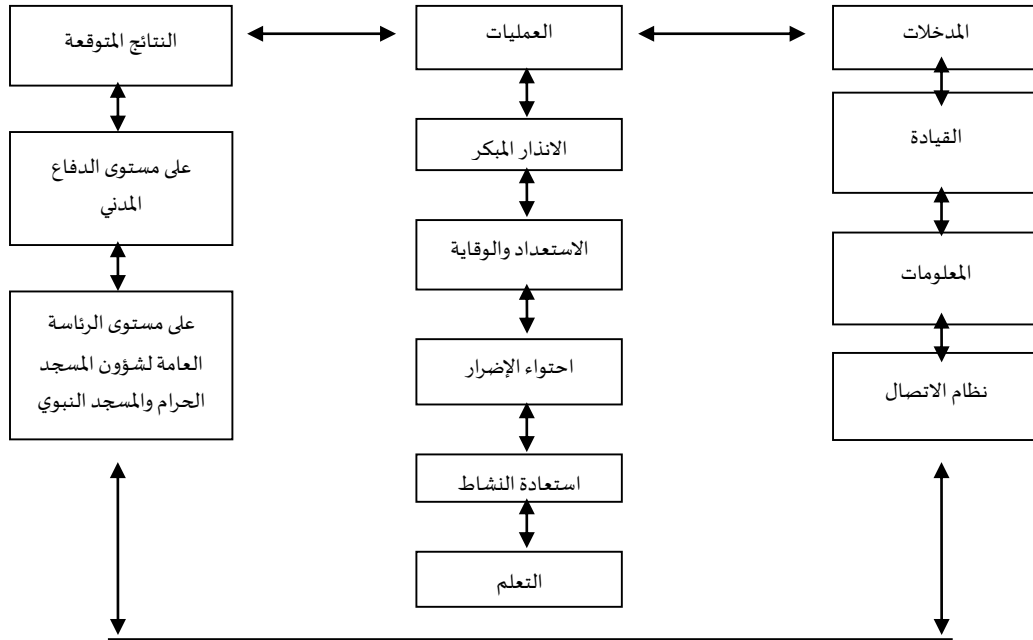 المدخلات
العمليات
النتائج المتوقعة
القيادة
المعلومات
نظام الاتصال
الانذار المبكر
الاستعداد والوقاية
احتواء الإضرار
استعادة النشاط
التعلم
على مستوى الدفاع
المدني
على مستوى الرئاسة
العامة لشؤون المسجد
الحرام والمسجد النبوي